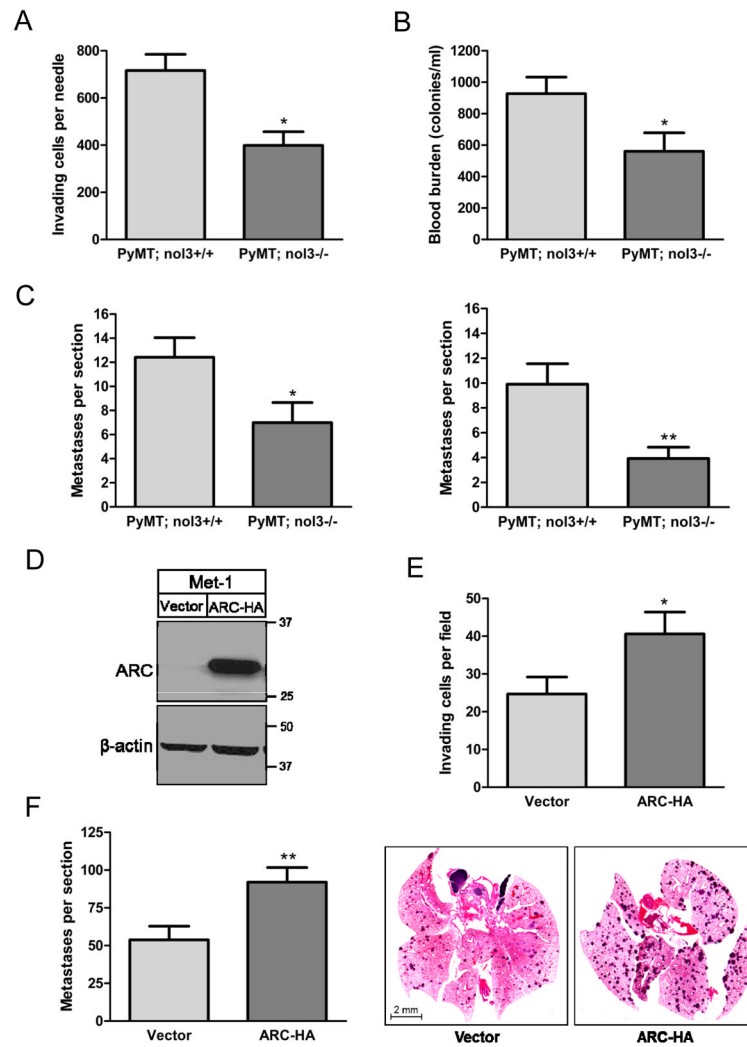 A
Invading cells per needle
800
600
400
200
0
*
PyMT; nol3+/+ PyMT; nol3-/-
B
Blood burden (colonies/ml)
1200
1000
800
600
400
200
0
*
PyMT; nol3+/+ PyMT; nol3-/-
C
Metastases per section
16
14
12
10
8
6
4
2
0
*
PyMT; nol3+/+ PyMT; nol3-/-
Metastases per section
16
14
12
10
8
6
4
2
0
**
PyMT; nol3+/+ PyMT; nol3-/-
D
Met-1
Vector ARC-HA
ARC
37
25
β-actin
50
37
E
Invading cells per field
50
40
30
20
10
0
*
Vector ARC-HA
F
Metastases per section
125
100
75
50
25
0
**
Vector ARC-HA
2 mm
Vector ARC-HA